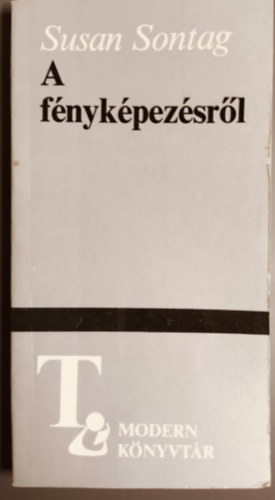 Susan Sontag
A
fényképezésről
T
MODERN
KÖNYVTÁR